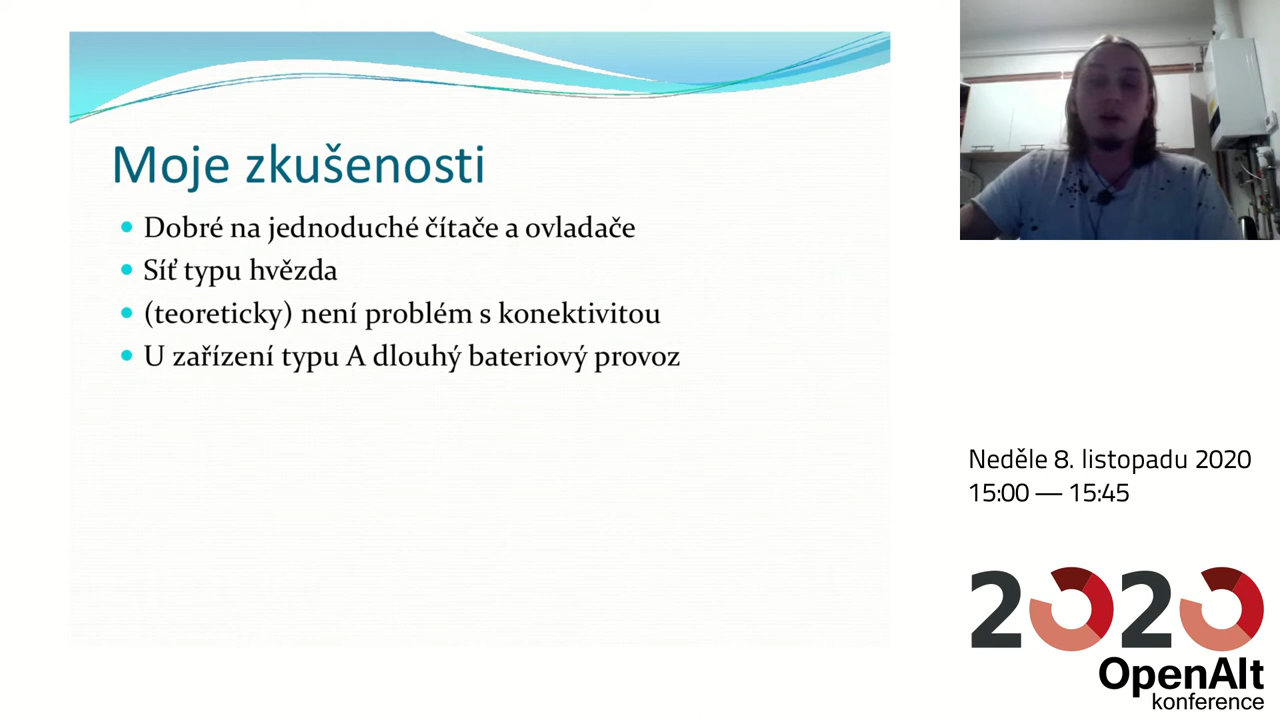 Moje zkušenosti
Dobré na jednoduché čítače a ovladače
Síť typu hvězda
(teoreticky) není problém s konektivitou
U zařízení typu A dlouhý bateriový provoz
Neděle 8. listopadu 2020
15:00 — 15:45
2020
OpenAlt
konference